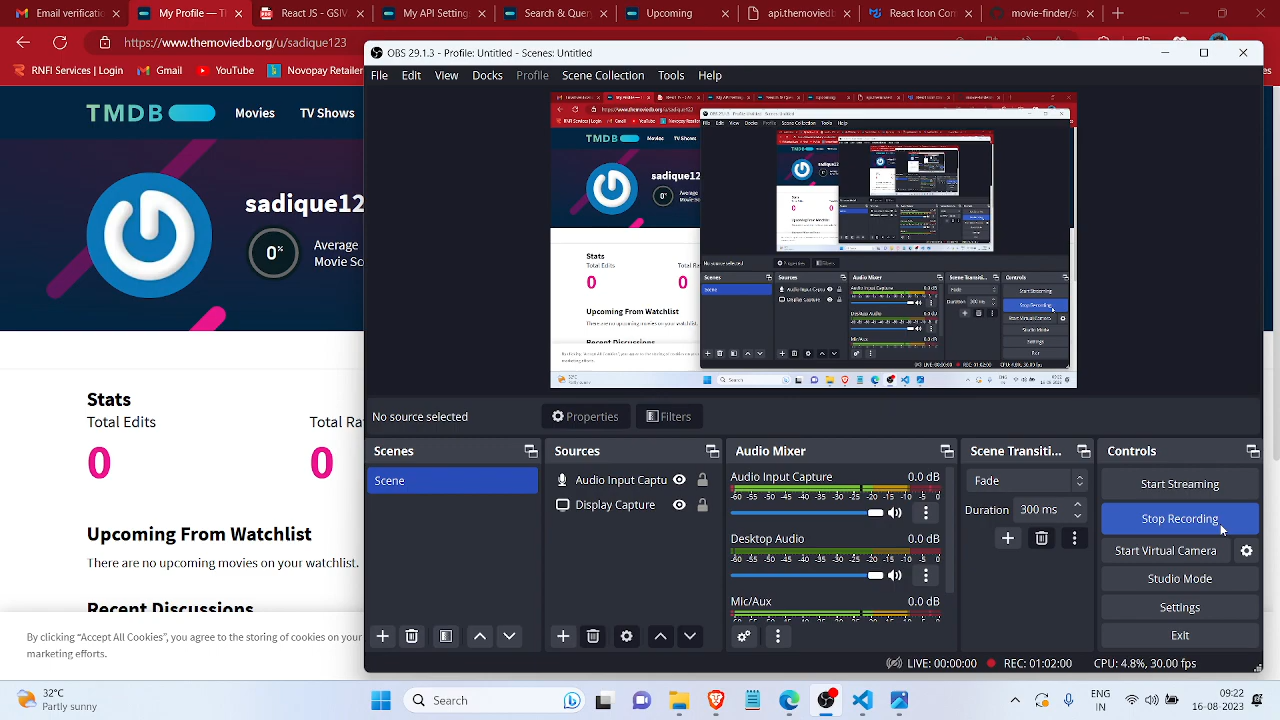 My Profile —
React JS - GSIV
My API Setting
Search & Query
Upcoming
api.themoviedb
React Icon Cor
movie-finder/s
https://www.themoviedb.org/u/sadique123
RNFI Services | Login
Gmail
YouTube
Novopay Retailer
OBS 29.1.3 - Profile: Untitled - Scenes: Untitled
File Edit View Docks Profile Scene Collection Tools Help
TMDB
Movies
TV Shows
sadique12
Average
Movie Sc
Stats
Total Edits
Total Ra
0
0
Upcoming From Watchlist
There are no upcoming movies on your watchlist.
Recent Discussions
By clicking “Accept All Cookies”, you agree to the storing of cookies on your
marketing efforts.
No source selected
Properties
Filters
Scenes
Scene
Sources
Audio Input Captu
Display Capture
Audio Mixer
Audio Input Capture 0.0 dB
-60 -55 -50 -45 -40 -35 -30 -25 -20 -15 -10 -5 0
Desktop Audio 0.0 dB
-60 -55 -50 -45 -40 -35 -30 -25 -20 -15 -10 -5 0
Mic/Aux 0.0 dB
Scene Transiti...
Fade
Duration 300 ms
Controls
Start Streaming
Stop Recording
Start Virtual Camera
Studio Mode
Settings
Exit
LIVE: 00:00:00
REC: 01:02:00
CPU: 4.8%, 30.00 fps
32°C
Partly sunny
Search
ENG
IN
09:22
16-08-2023